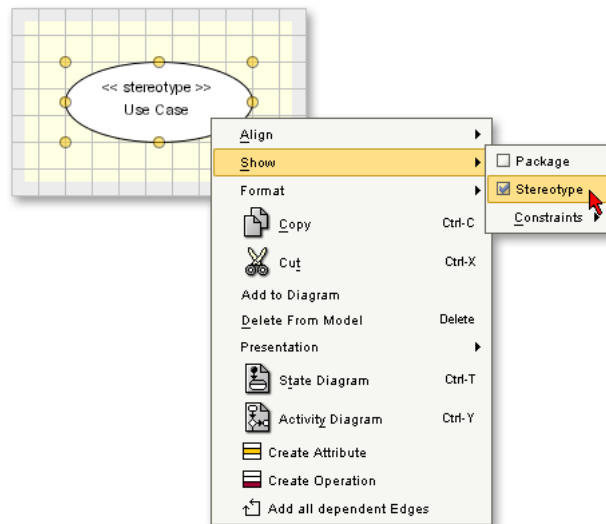 << stereotype >>
Use Case
Align
Show
Package
Stereotype
Constraints
Format
Copy Ctrl-C
Cut Ctrl-X
Add to Diagram
Delete From Model Delete
Presentation
State Diagram Ctrl-T
Activity Diagram Ctrl-Y
Create Attribute
Create Operation
Add all dependent Edges